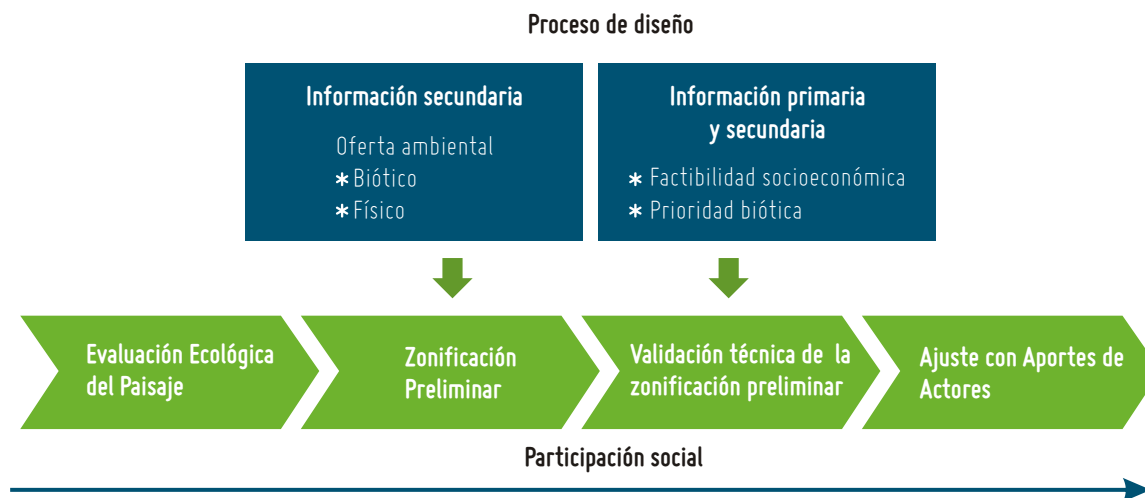 Proceso de diseño
Información secundaria
Oferta ambiental
* Biótico
* Físico
Información primaria
y secundaria
* Factibilidad socioeconómica
* Prioridad biótica
Evaluación Ecológica
del Paisaje
Zonificación
Preliminar
Validación técnica de la
zonificación preliminar
Ajuste con Aportes de
Actores
Participación social